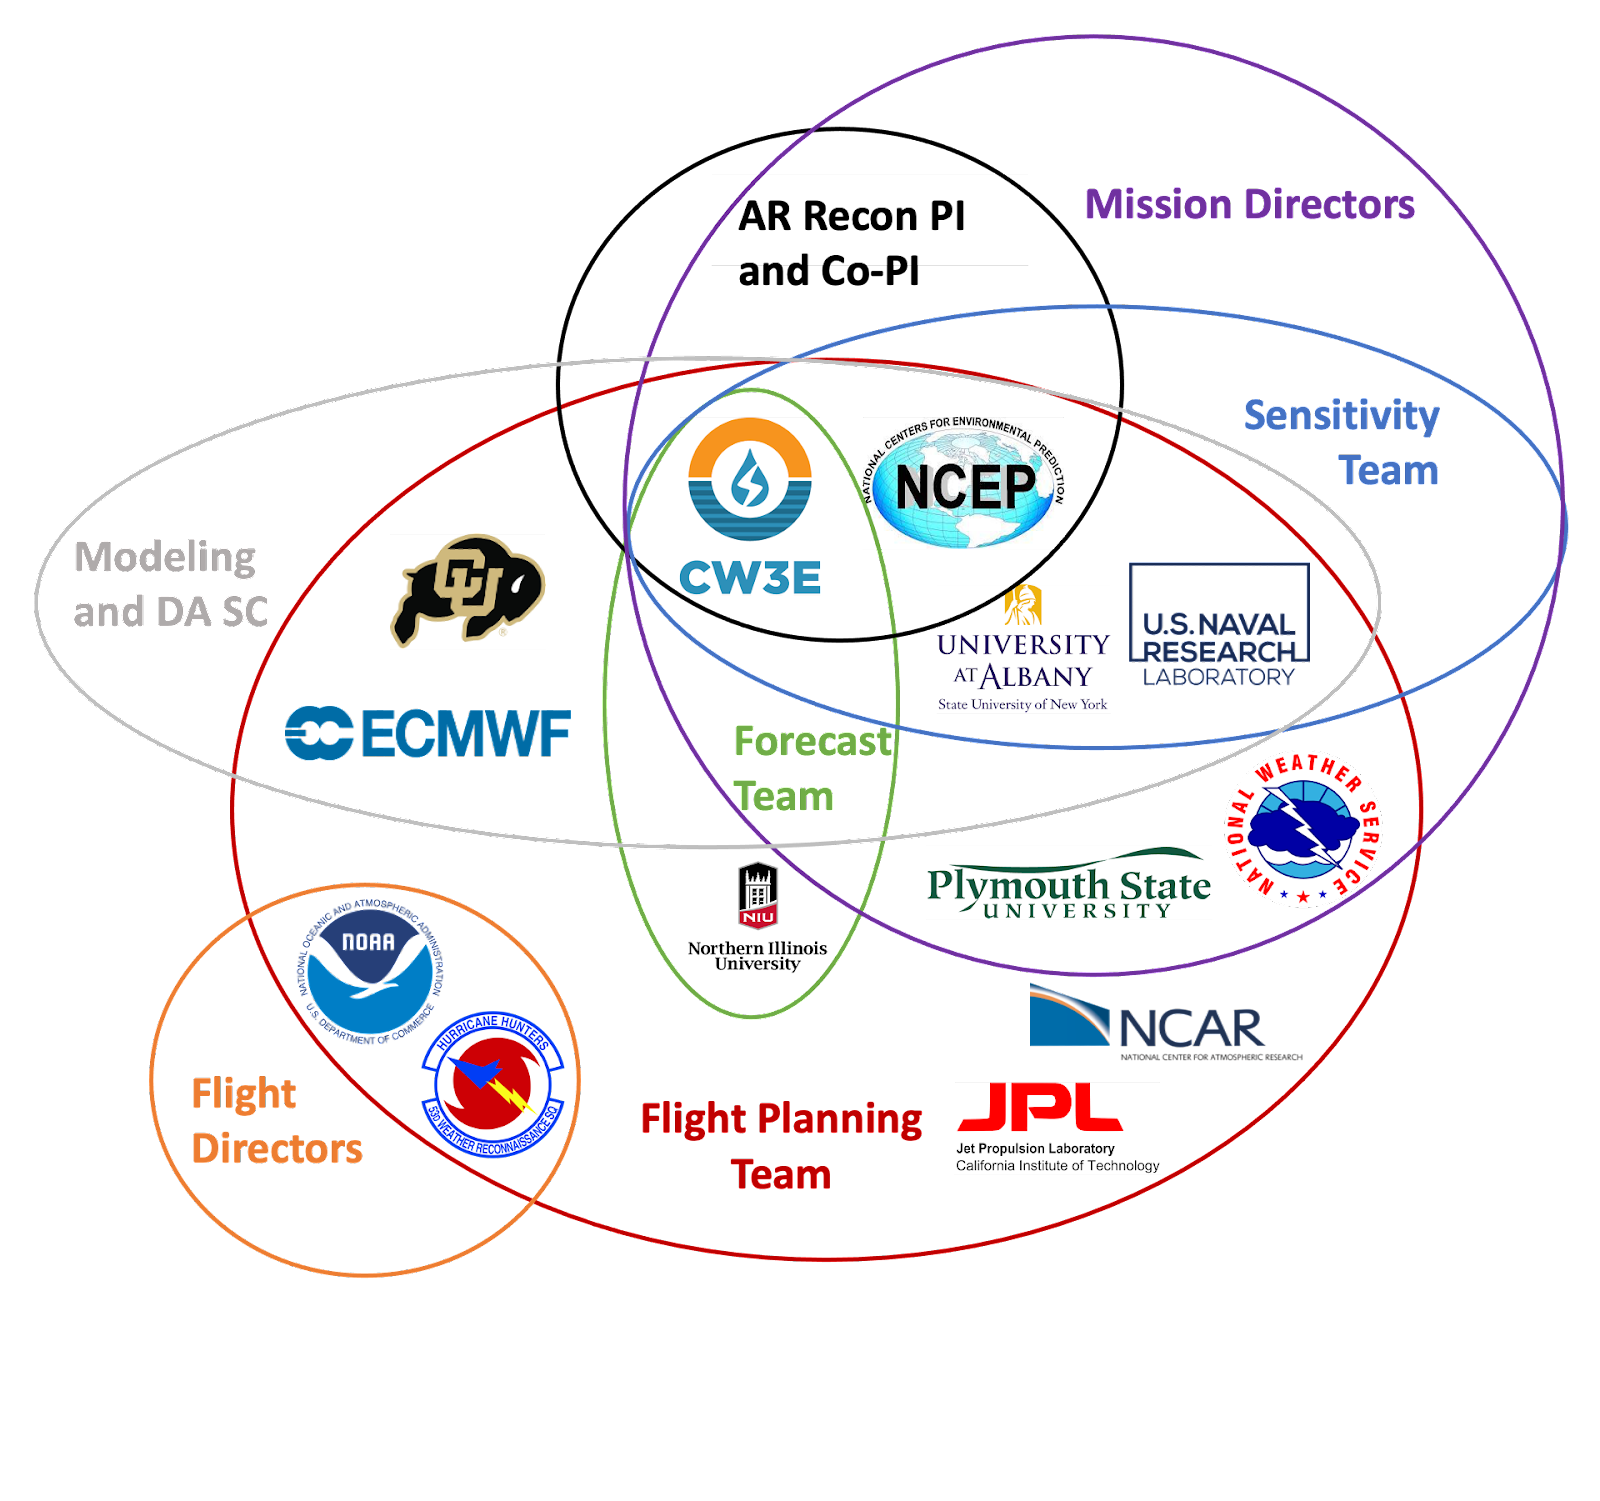 AR Recon PI
and Co-PI
Mission Directors
Sensitivity
Team
NATIONAL CENTERS FOR ENVIRONMENTAL PREDICTION
NCEP
CW3E
Modeling
and DA SC
CU
UNIVERSITY
AT ALBANY
State University of New York
U.S. NAVAL
RESEARCH
LABORATORY
ECMWF
Forecast
Team
NATIONAL WEATHER SERVICE
Plymouth State
UNIVERSITY
NIU
Northern Illinois
University
NATIONAL OCEANIC AND ATMOSPHERIC ADMINISTRATION
NOAA
U.S. DEPARTMENT OF COMMERCE
HURRICANE HUNTERS
53D WEATHER RECONNAISSANCE SQ
NCAR
NATIONAL CENTER FOR ATMOSPHERIC RESEARCH
Flight
Directors
Flight Planning
Team
JPL
Jet Propulsion Laboratory
California Institute of Technology